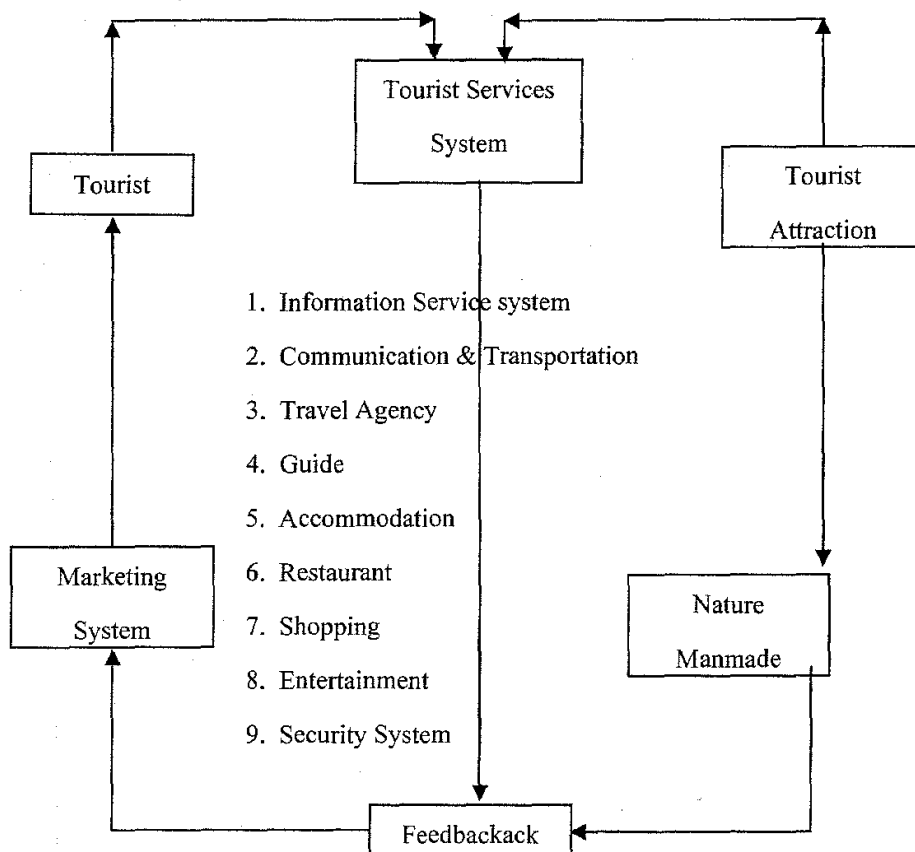 Tourist Services
System
Tourist
Tourist
Attraction
1. Information Service system
2. Communication & Transportation
3. Travel Agency
4. Guide
5. Accommodation
6. Restaurant
7. Shopping
8. Entertainment
9. Security System
Marketing
System
Nature
Manmade
Feedbackack